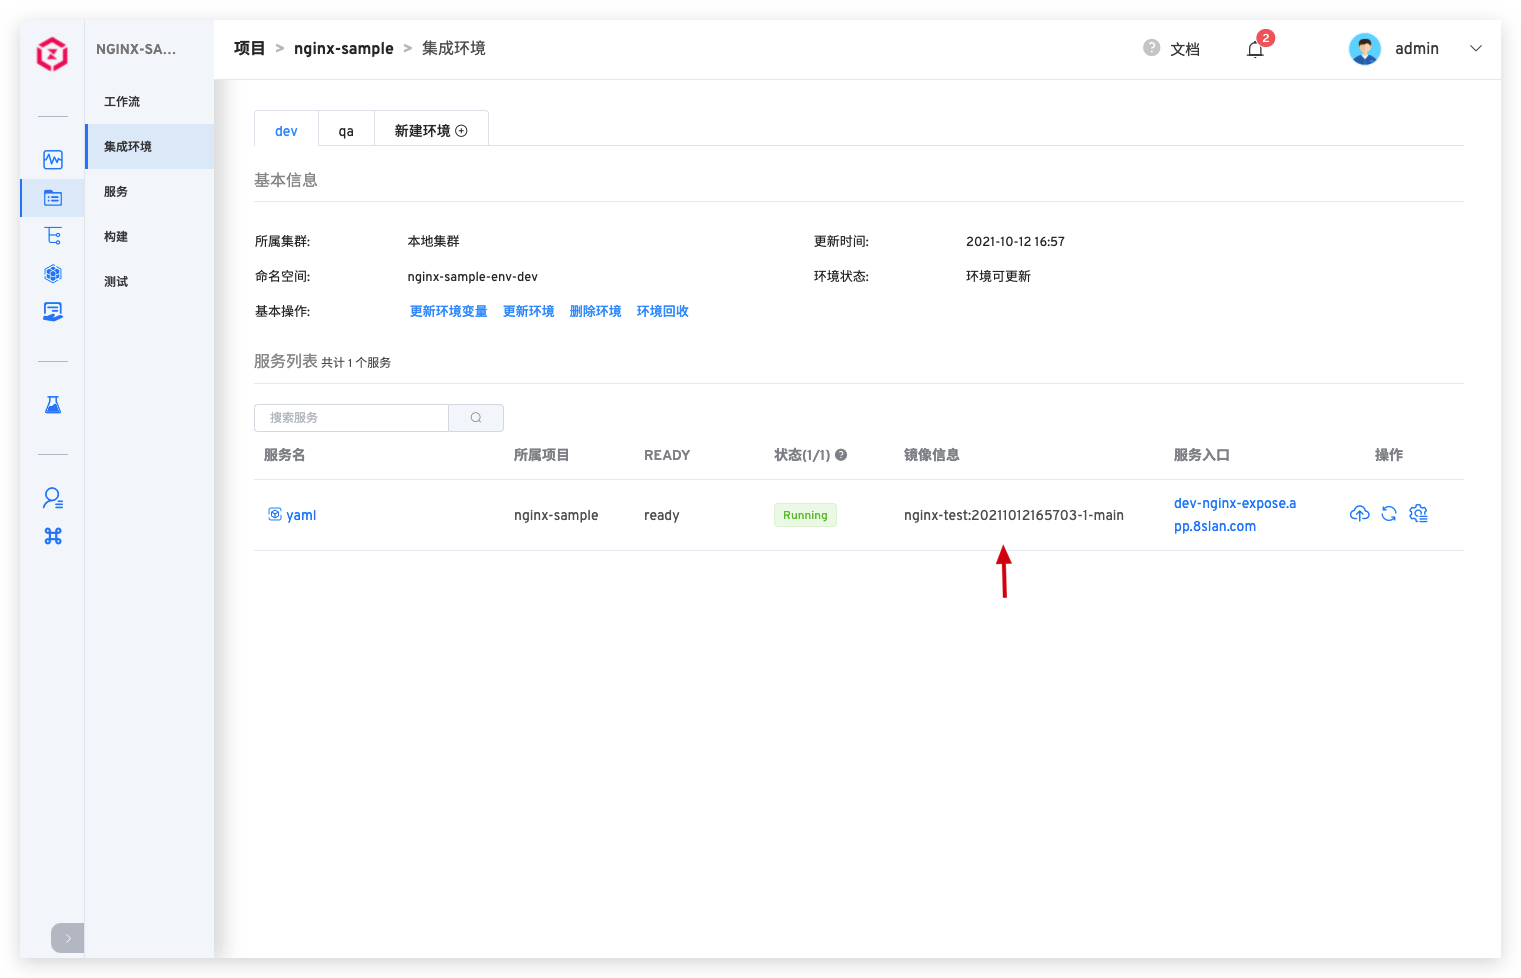 NGINX-SA...
工作流
集成环境
服务
构建
测试
项目 > nginx-sample > 集成环境
? 文档
2
admin
dev qa 新建环境
基本信息
所属集群: 本地集群 更新时间: 2021-10-12 16:57
命名空间: nginx-sample-env-dev 环境状态: 环境可更新
基本操作: 更新环境变量 更新环境 删除环境 环境回收
服务列表 共计 1 个服务
搜索服务
服务名 所属项目 READY 状态(1/1) ? 镜像信息 服务入口 操作
yaml nginx-sample ready Running nginx-test:20211012165703-1-main dev-nginx-expose.a
pp.8slan.com